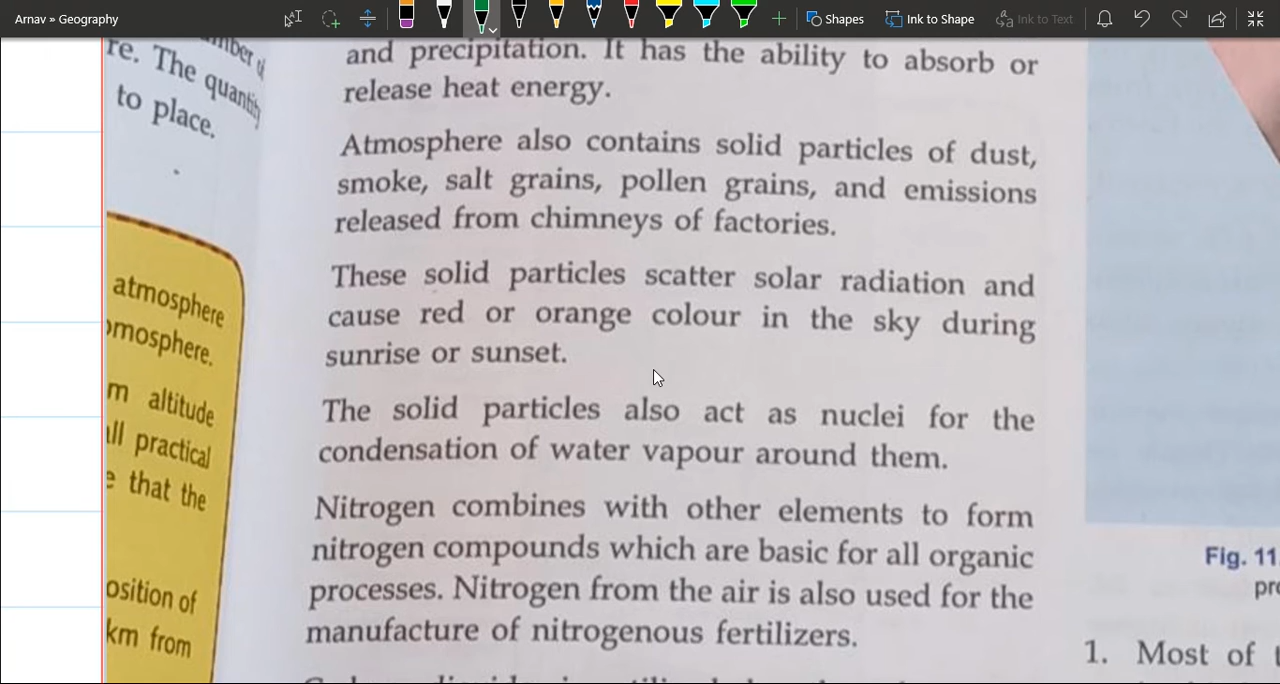 Arnav » Geography
Shapes
Ink to Shape
Ink to Text
re. The quantity
to place.
and precipitation. It has the ability to absorb or
release heat energy.
Atmosphere also contains solid particles of dust,
smoke, salt grains, pollen grains, and emissions
released from chimneys of factories.
These solid particles scatter solar radiation and
cause red or orange colour in the sky during
sunrise or sunset.
The solid particles also act as nuclei for the
condensation of water vapour around them.
Nitrogen combines with other elements to form
nitrogen compounds which are basic for all organic
processes. Nitrogen from the air is also used for the
manufacture of nitrogenous fertilizers.
atmosphere
omosphere.
m altitude
all practical
e that the
osition of
km from
Fig. 11
pro
1. Most of t